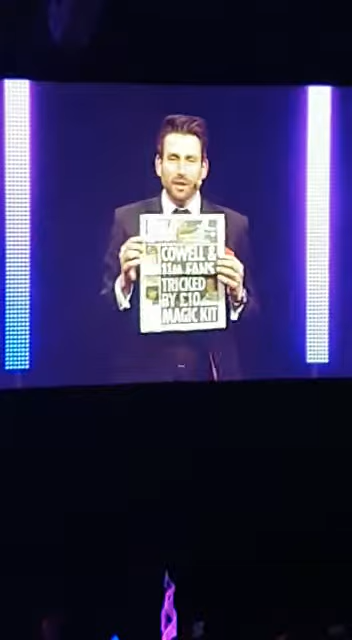 COWELL &
11M FANS
TRICKED
BY £10
MAGIC KIT